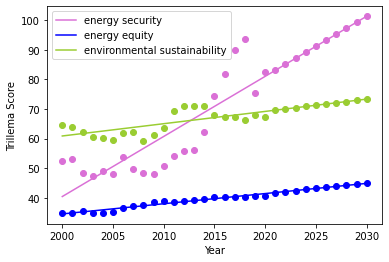 energy security
energy equity
environmental sustainability
Trillema Score
100
90
80
70
60
50
40
2000
2005
2010
2015
2020
2025
2030
Year